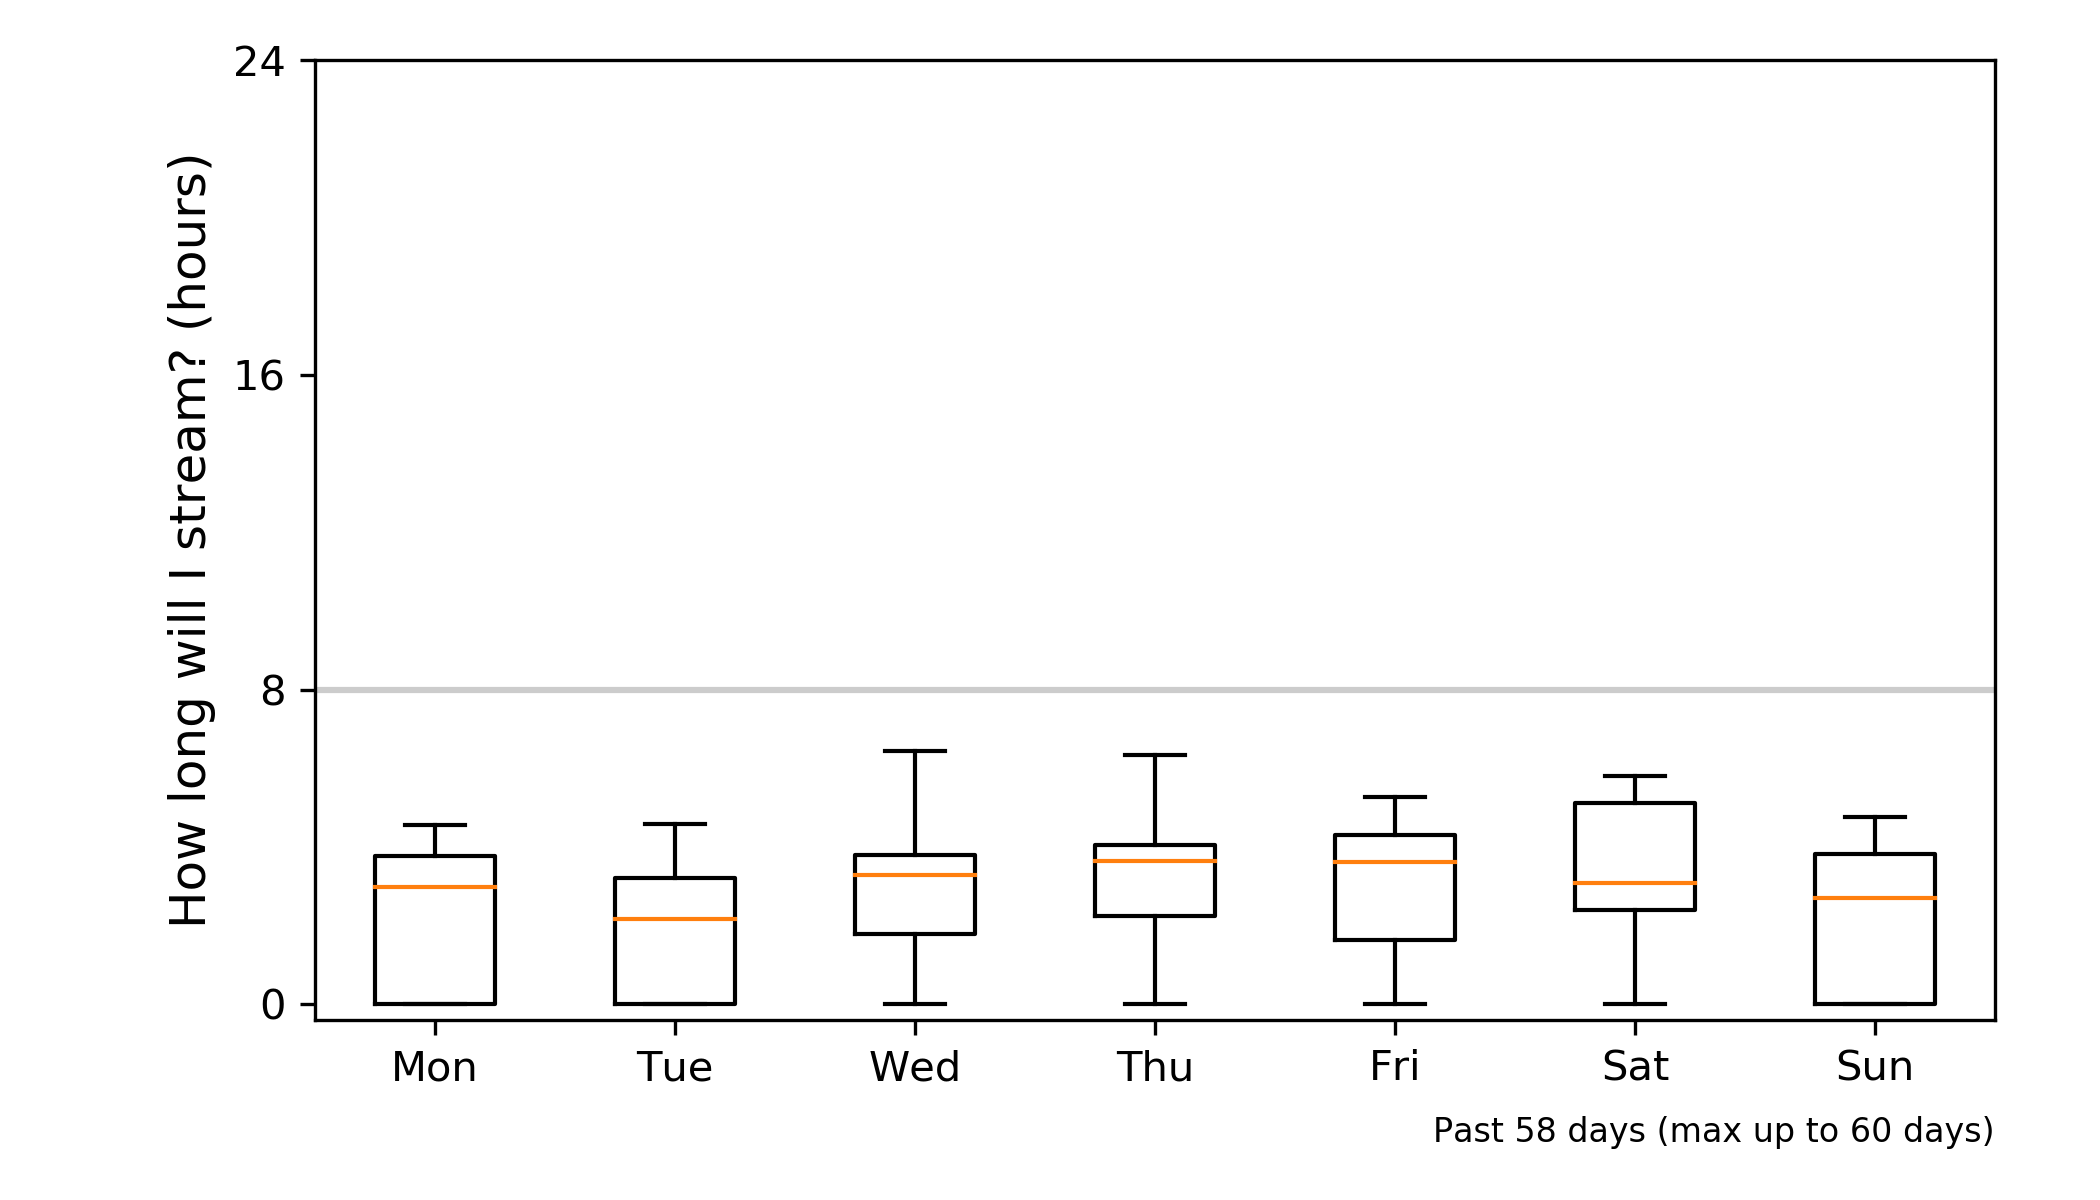 How long will I stream? (hours)
24
16
8
0
Mon Tue Wed Thu Fri Sat Sun
Past 58 days (max up to 60 days)